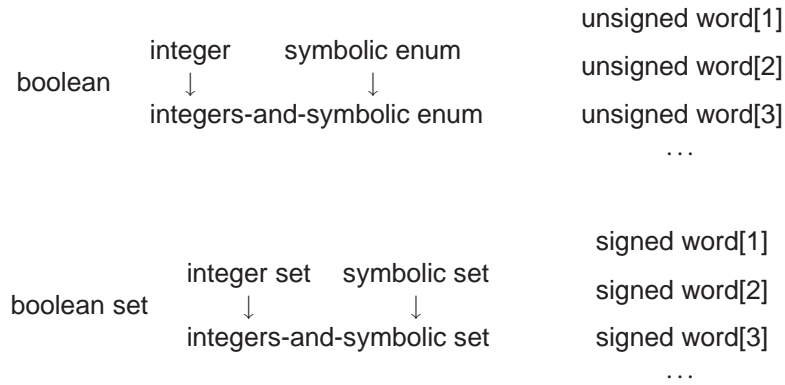 unsigned word[1]
integer symbolic enum
unsigned word[2]
boolean ↓ ↓
integers-and-symbolic enum unsigned word[3]
...
signed word[1]
integer set symbolic set
signed word[2]
boolean set ↓ ↓
integers-and-symbolic set signed word[3]
...